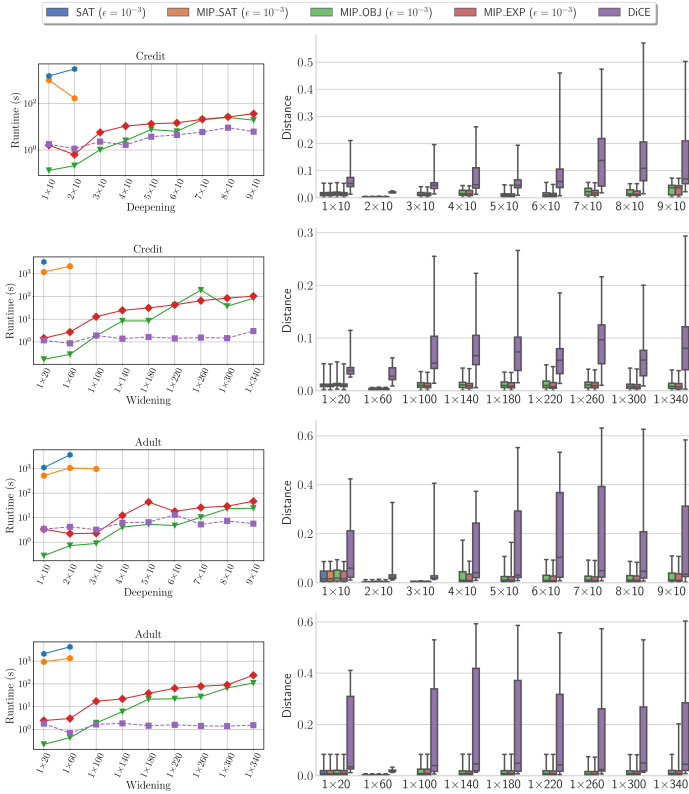 SAT (ϵ = 10⁻³) MIP_SAT (ϵ = 10⁻³) MIP_OBJ (ϵ = 10⁻³) MIP_EXP (ϵ = 10⁻³) DiCE
Credit
Runtime (s)
10²
10⁰
1×10 2×10 3×10 4×10 5×10 6×10 7×10 8×10 9×10
Deepening
Distance
0.5
0.4
0.3
0.2
0.1
0.0
1×10 2×10 3×10 4×10 5×10 6×10 7×10 8×10 9×10
Credit
Runtime (s)
10³
10²
10¹
10⁰
1×20 1×60 1×100 1×140 1×180 1×220 1×260 1×300 1×340
Widening
Distance
0.3
0.2
0.1
0.0
1×20 1×60 1×100 1×140 1×180 1×220 1×260 1×300 1×340
Adult
Runtime (s)
10³
10²
10¹
10⁰
1×10 2×10 3×10 4×10 5×10 6×10 7×10 8×10 9×10
Deepening
Distance
0.6
0.4
0.2
0.0
1×10 2×10 3×10 4×10 5×10 6×10 7×10 8×10 9×10
Adult
Runtime (s)
10³
10²
10¹
10⁰
1×20 1×60 1×100 1×140 1×180 1×220 1×260 1×300 1×340
Widening
Distance
0.6
0.4
0.2
0.0
1×20 1×60 1×100 1×140 1×180 1×220 1×260 1×300 1×340